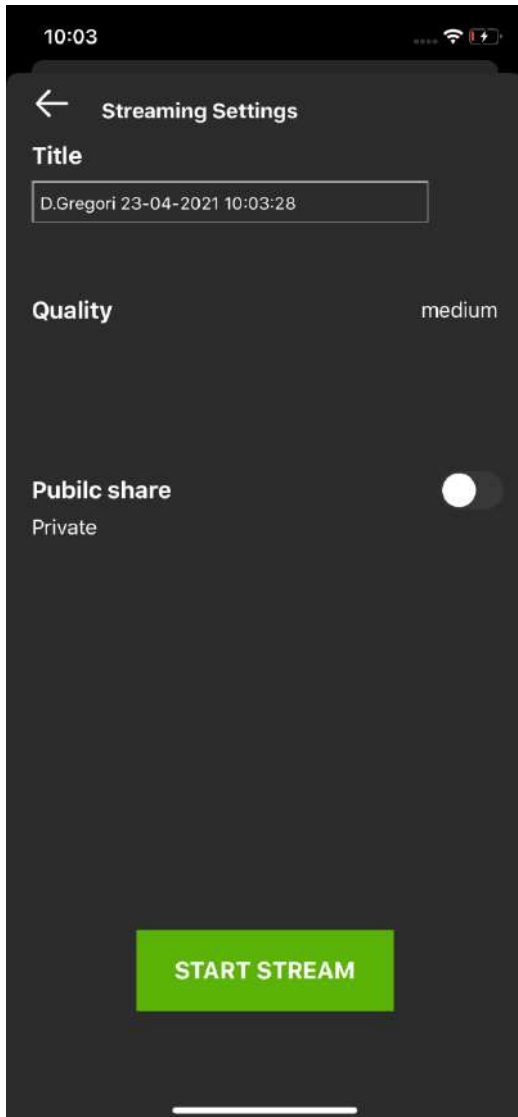 10:03
Streaming Settings
Title
D.Gregori 23-04-2021 10:03:28
Quality
medium
Pubilc share
Private
START STREAM